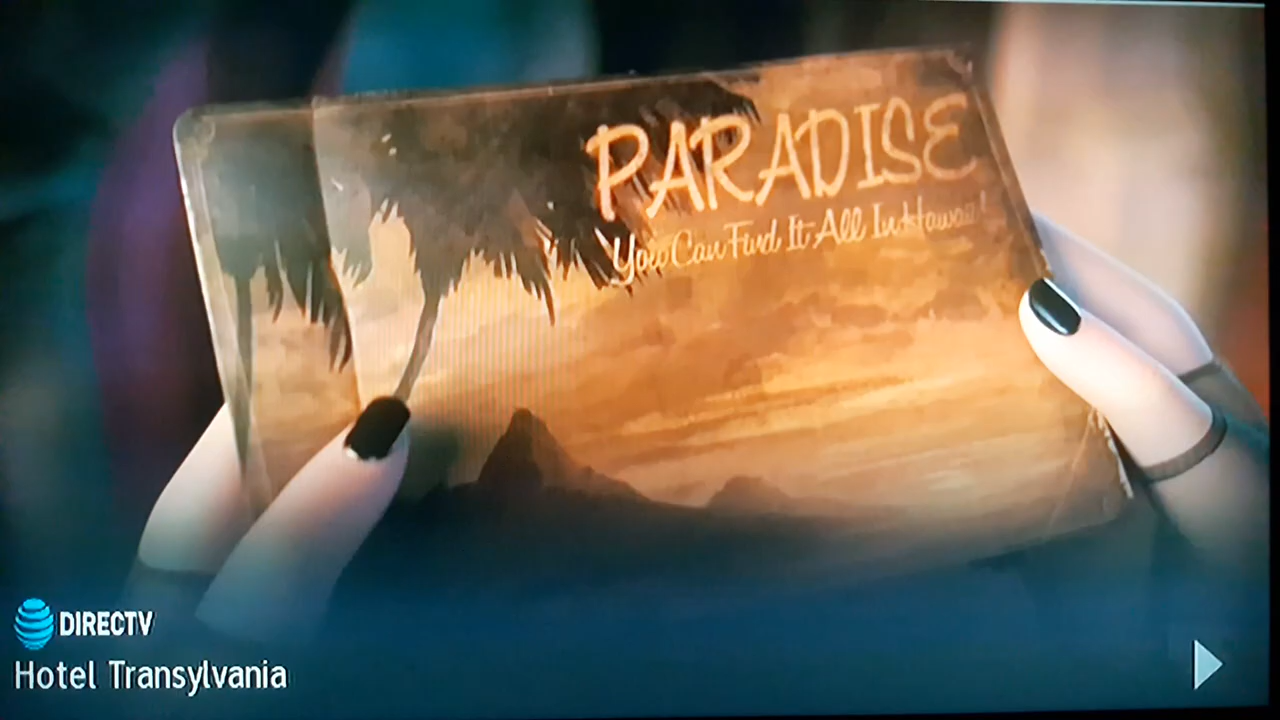 PARADISE
You Can Find It All In Hawaii!
DIRECTV
Hotel Transylvania